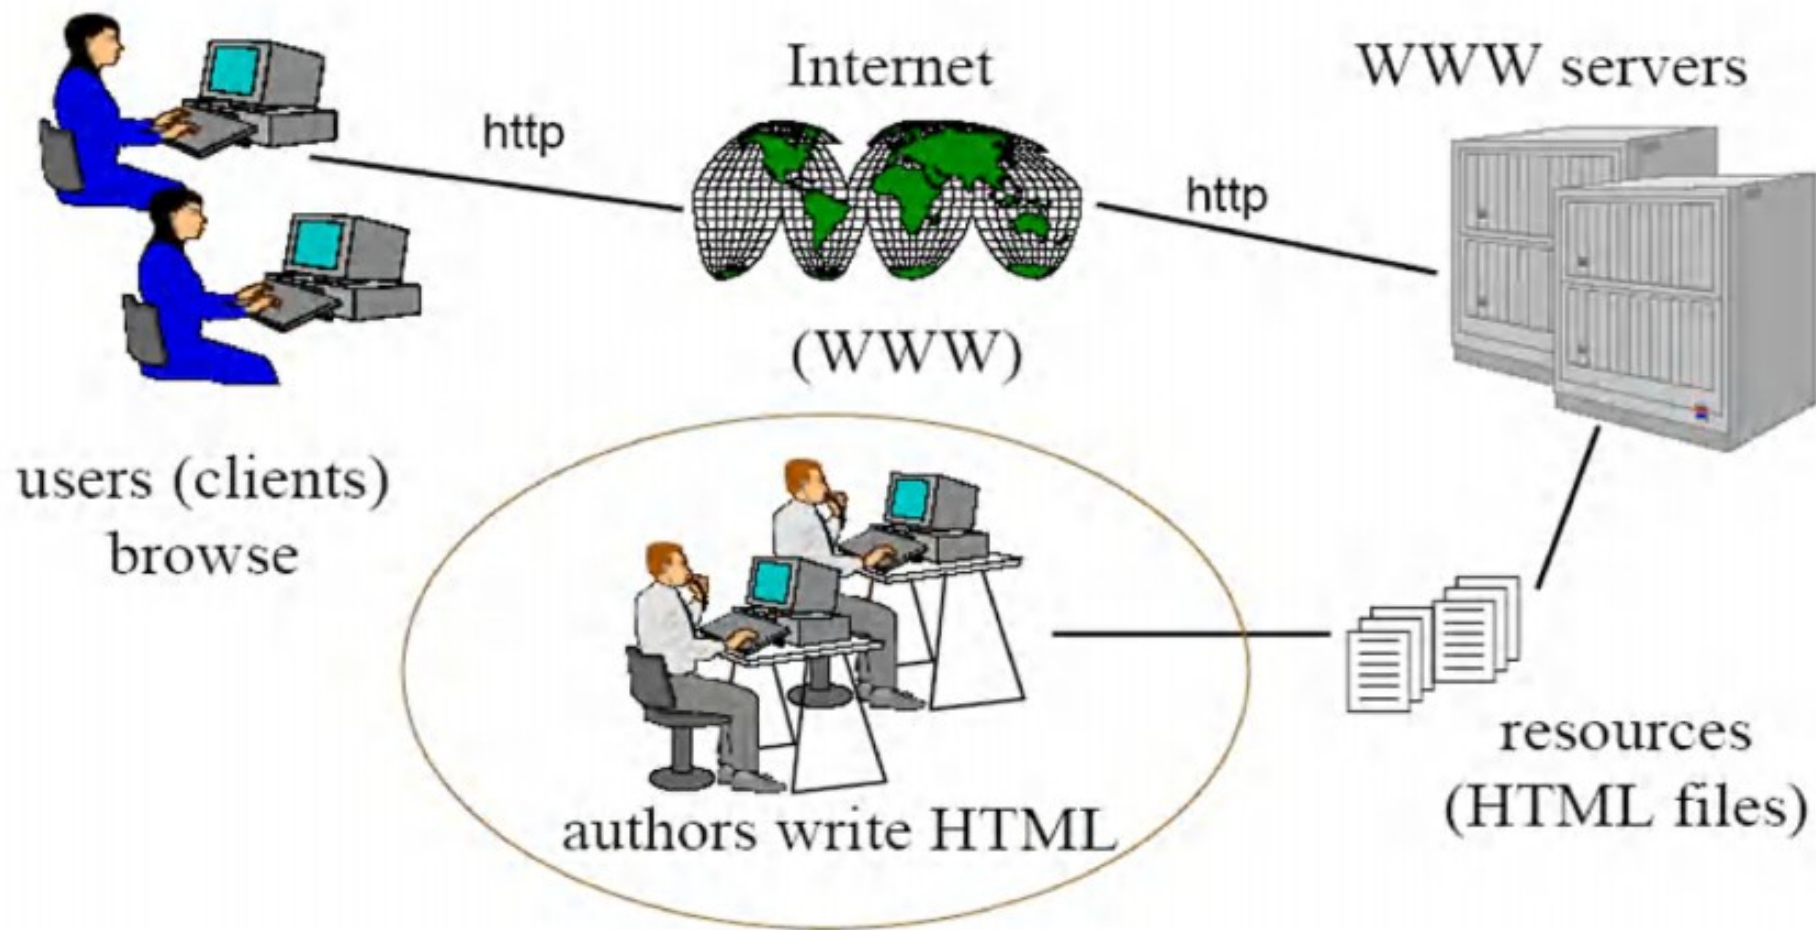 Internet
WWW servers
http
http
(WWW)
users (clients)
browse
authors write HTML
resources
(HTML files)